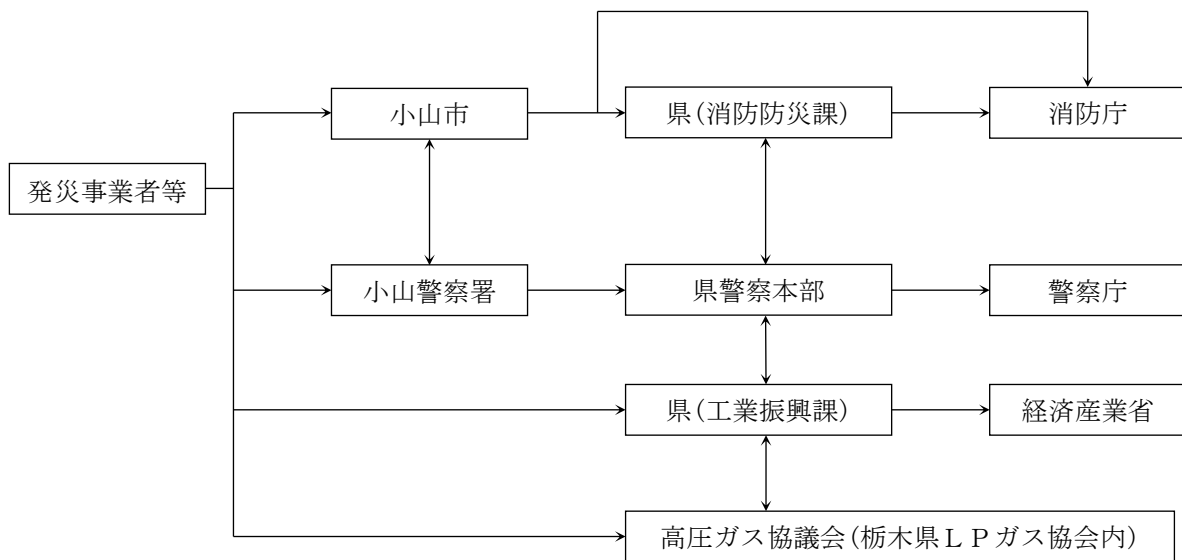 小山市
県(消防防災課)
消防庁
発災事業者等
小山警察署
県警察本部
警察庁
県(工業振興課)
経済産業省
高圧ガス協議会(栃木県LPガス協会内)